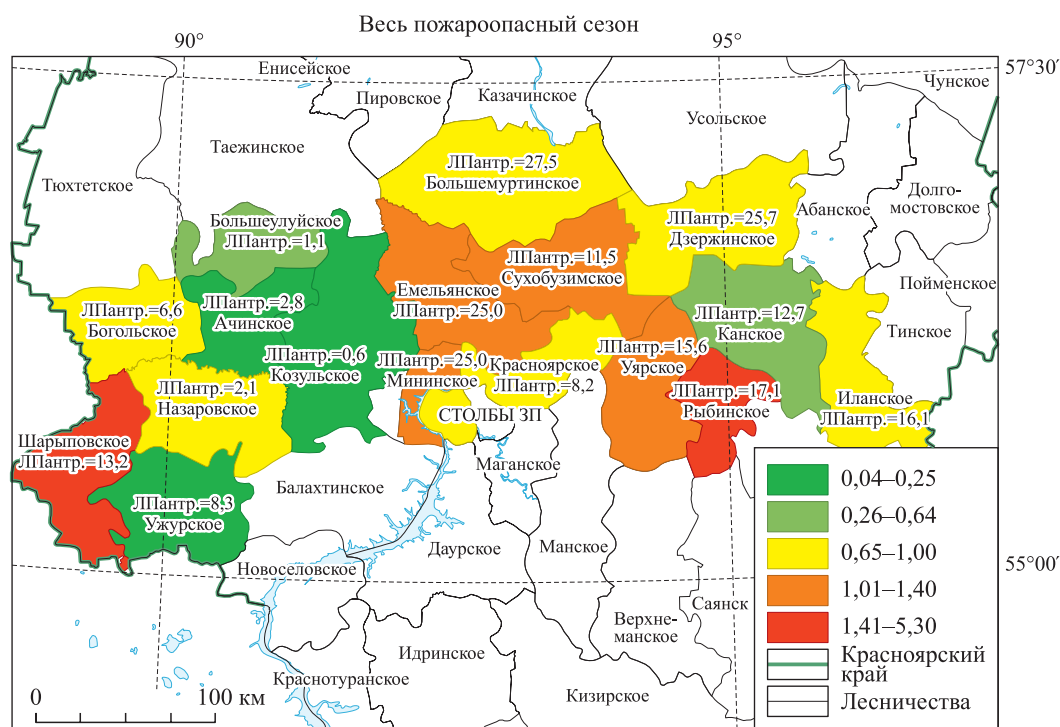 Весь пожароопасный сезон
90°
95°
57°30′
Енисейское
Пировское
Казачинское
Чунское
Усольское
Таежинское
Тюхтетское
ЛПантр.=27,5
Большемуртинское
Долго-
мостовское
Абанское
Большеулуйское
ЛПантр.=1,1
ЛПантр.=25,7
Дзержинское
ЛПантр.=11,5
Сухобузимское
Пойменское
Емельянское
ЛПантр.=25,0
ЛПантр.=2,8
Ачинское
ЛПантр.=6,6
Богольское
ЛПантр.=12,7
Канское
Тинское
ЛПантр.=15,6
Уярское
ЛПантр.=25,0
Мининское
Красноярское
ЛПантр.=8,2
ЛПантр.=0,6
Козульское
ЛПантр.=2,1
Назаровское
ЛПантр.=17,1
Рыбинское
Иланское
ЛПантр.=16,1
СТОЛБЫ ЗП
Шарыповское
ЛПантр.=13,2
Маганское
Балахтинское
ЛПантр.=8,3
Ужурское
Даурское
Манское
Новоселовское
55°00′
Саянск
Верхне-
манское
Идринское
Краснотуранское
Кизирское
0,04–0,25
0,26–0,64
0,65–1,00
1,01–1,40
1,41–5,30
Красноярский
край
Лесничества
0 100 км